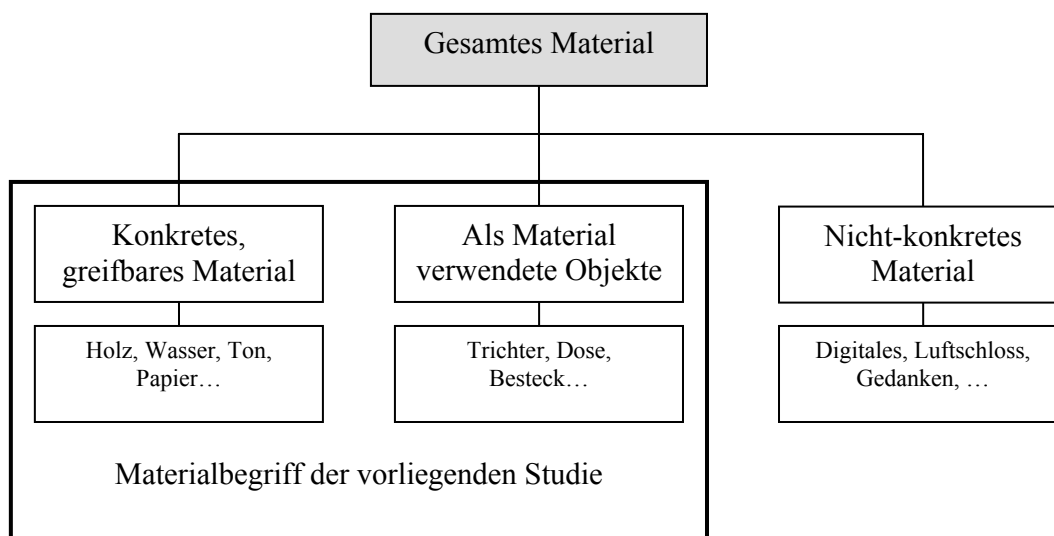 Gesamtes Material
Konkretes,
greifbares Material
Als Material
verwendete Objekte
Nicht-konkretes
Material
Holz, Wasser, Ton,
Papier…
Trichter, Dose,
Besteck…
Digitales, Luftschloss,
Gedanken, …
Materialbegriff der vorliegenden Studie